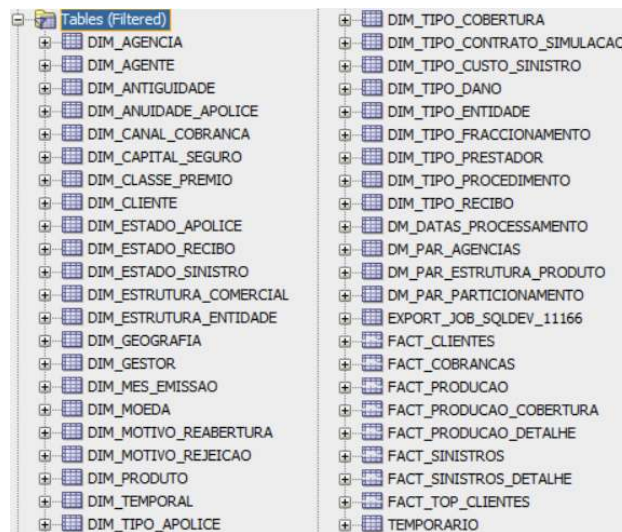 Tables (Filtered)
DIM_AGENCIA
DIM_AGENTE
DIM_ANTIGUIDADE
DIM_ANUIDADE_APOLICE
DIM_CANAL_COBRANCA
DIM_CAPITAL_SEGURO
DIM_CLASSE_PREMIO
DIM_CLIENTE
DIM_ESTADO_APOLICE
DIM_ESTADO_RECIBO
DIM_ESTADO_SINISTRO
DIM_ESTRUTURA_COMERCIAL
DIM_ESTRUTURA_ENTIDADE
DIM_GEOGRAFIA
DIM_GESTOR
DIM_MES_EMISSAO
DIM_MOEDA
DIM_MOTIVO_REABERTURA
DIM_MOTIVO_REJEICAO
DIM_PRODUTO
DIM_TEMPORAL
DIM_TIPO_APOLICE
DIM_TIPO_COBERTURA
DIM_TIPO_CONTRATO_SIMULACAO
DIM_TIPO_CUSTO_SINISTRO
DIM_TIPO_DANO
DIM_TIPO_ENTIDADE
DIM_TIPO_FRACCIONAMENTO
DIM_TIPO_PRESTADOR
DIM_TIPO_PROCEDIMENTO
DIM_TIPO_RECIBO
DM_DATAS_PROCESSAMENTO
DM_PAR_AGENCIAS
DM_PAR_ESTRUTURA_PRODUTO
DM_PAR_PARTICIONAMENTO
EXPORT_JOB_SQLDEV_11166
FACT_CLIENTES
FACT_COBRANCAS
FACT_PRODUCAO
FACT_PRODUCAO_COBERTURA
FACT_PRODUCAO_DETALHE
FACT_SINISTROS
FACT_SINISTROS_DETALHE
FACT_TOP_CLIENTES
TEMPORARIO